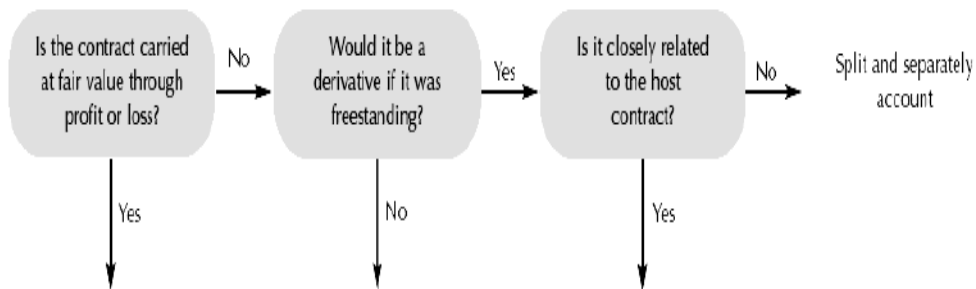 Is the contract carried
at fair value through
profit or loss?
No
Would it be a
derivative if it was
freestanding?
Yes
Is it closely related
to the host
contract?
No
Split and separately
account
Yes
No
Yes